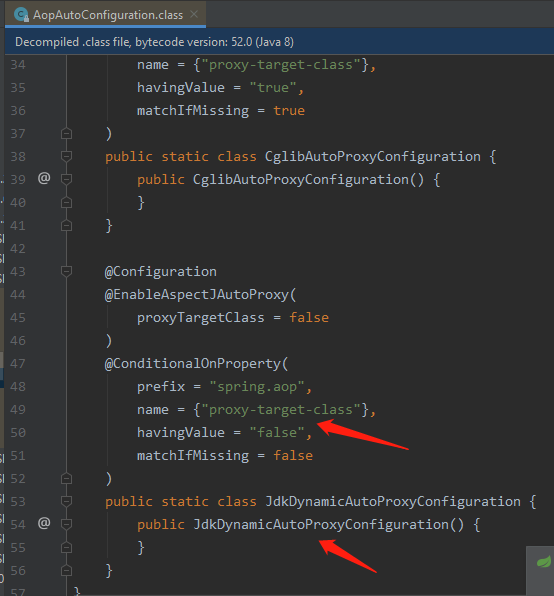 AopAutoConfiguration.class
Decompiled .class file, bytecode version: 52.0 (Java 8)
34 name = {"proxy-target-class"},
35 havingValue = "true",
36 matchIfMissing = true
37 )
38 public static class CglibAutoProxyConfiguration {
39 @ public CglibAutoProxyConfiguration() {
40 }
41 }
42
43 @Configuration
44 @EnableAspectJAutoProxy(
45 proxyTargetClass = false
46 )
47 @ConditionalOnProperty(
48 prefix = "spring.aop",
49 name = {"proxy-target-class"},
50 havingValue = "false",
51 matchIfMissing = false
52 )
53 public static class JdkDynamicAutoProxyConfiguration {
54 @ public JdkDynamicAutoProxyConfiguration() {
55 }
56 }
57 }